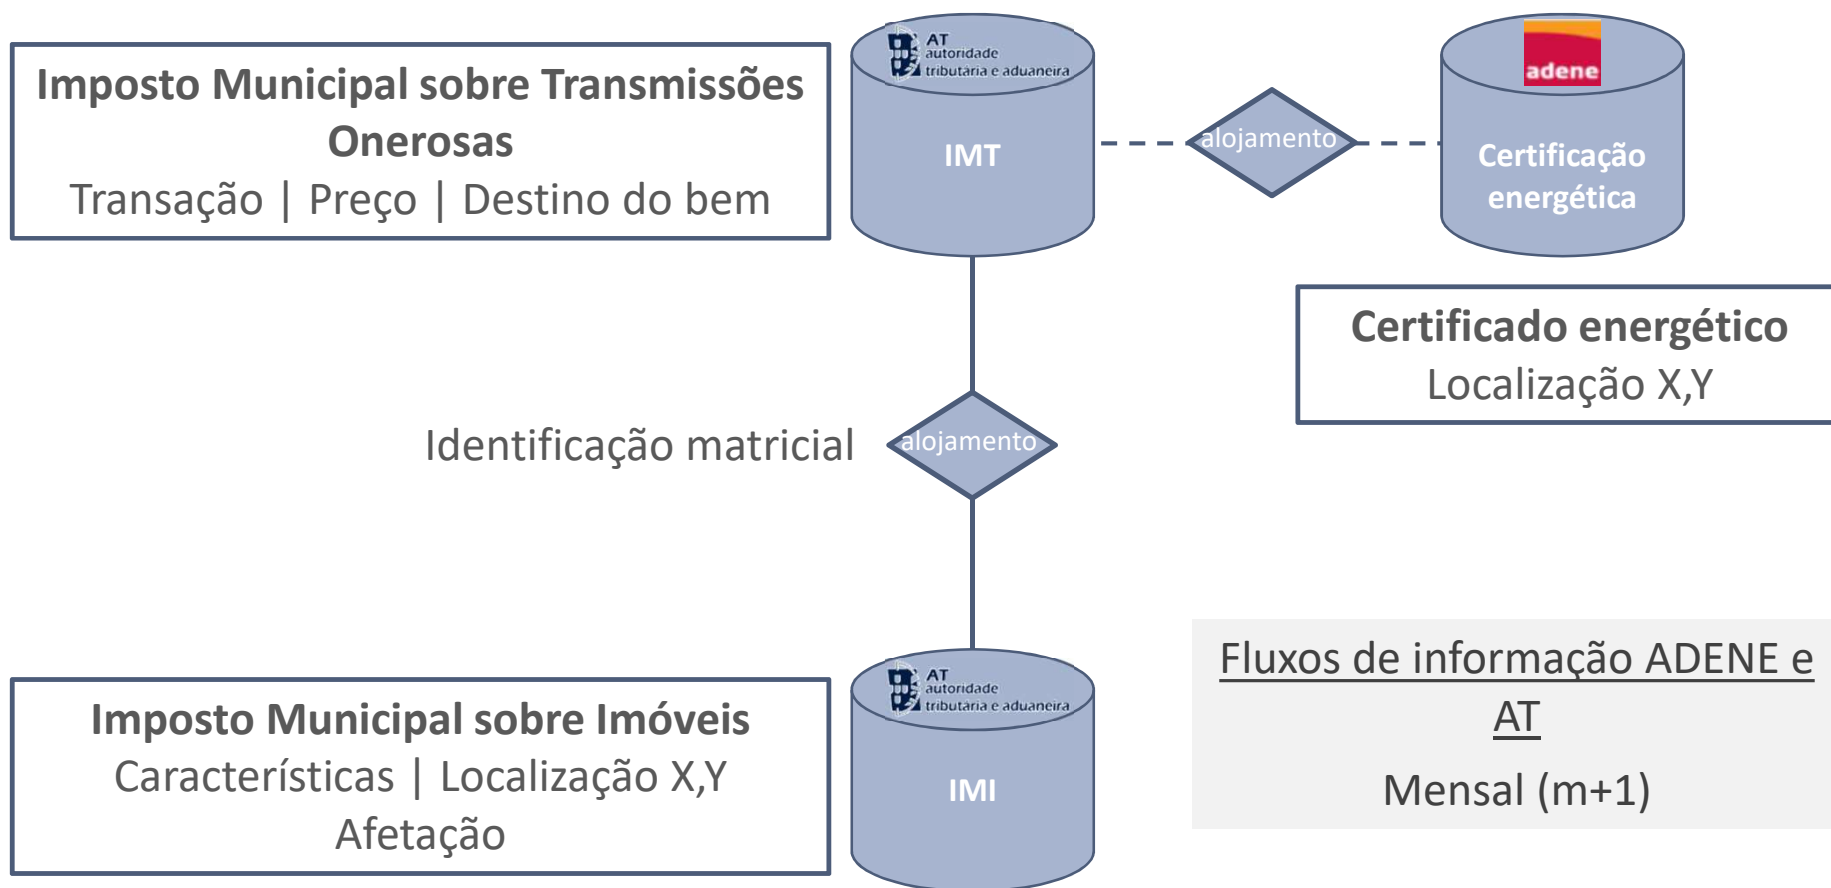 Imposto Municipal sobre Transmissões
Onerosas
Transação | Preço | Destino do bem
AT
autoridade
tributária e aduaneira
IMT
alojamento
adene
Certificação
energética
Certificado energético
Localização X,Y
Identificação matricial
alojamento
Imposto Municipal sobre Imóveis
Características | Localização X,Y
Afetação
AT
autoridade
tributária e aduaneira
IMI
Fluxos de informação ADENE e
AT
Mensal (m+1)